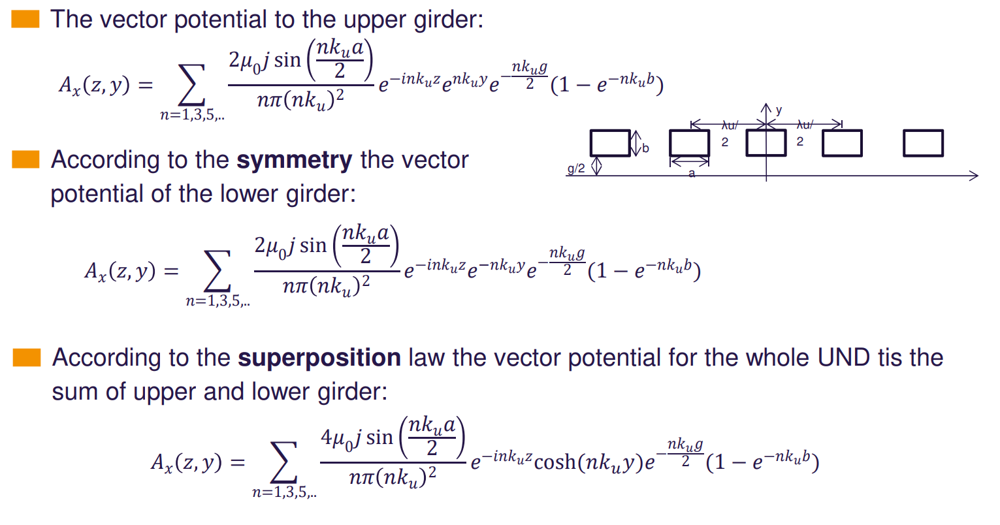 The vector potential to the upper girder:
A_x(z, y) = \sum_{n=1,3,5,..} \frac{2\mu_0 j \sin\left(\frac{nk_u a}{2}\right)}{n\pi(nk_u)^2} e^{-ink_u z} e^{nk_u y} e^{-\frac{nk_u g}{2}} (1 - e^{-nk_u b})
y
λu/
2
λu/
2
b
g/2
a
According to the symmetry the vector
potential of the lower girder:
A_x(z, y) = \sum_{n=1,3,5,..} \frac{2\mu_0 j \sin\left(\frac{nk_u a}{2}\right)}{n\pi(nk_u)^2} e^{-ink_u z} e^{-nk_u y} e^{-\frac{nk_u g}{2}} (1 - e^{-nk_u b})
According to the superposition law the vector potential for the whole UND tis the
sum of upper and lower girder:
A_x(z, y) = \sum_{n=1,3,5,..} \frac{4\mu_0 j \sin\left(\frac{nk_u a}{2}\right)}{n\pi(nk_u)^2} e^{-ink_u z} \cosh(nk_u y) e^{-\frac{nk_u g}{2}} (1 - e^{-nk_u b})